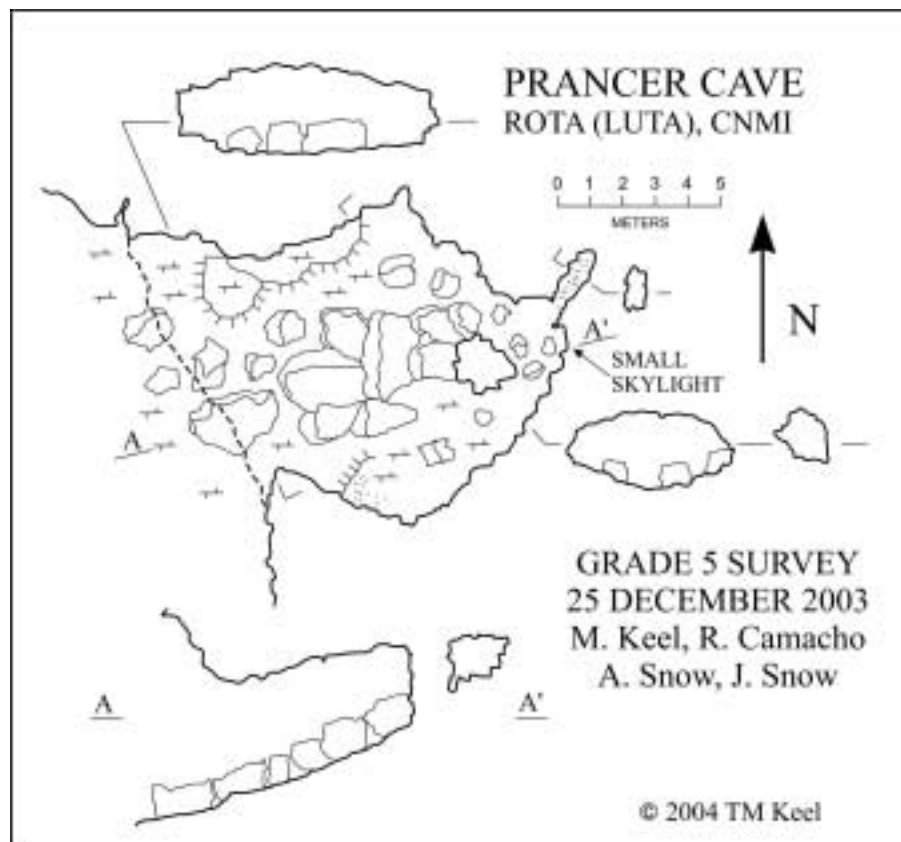 PRANCER CAVE
ROTA (LUTA), CNMI
0 1 2 3 4 5
METERS
N
A'
SMALL
SKYLIGHT
A
GRADE 5 SURVEY
25 DECEMBER 2003
M. Keel, R. Camacho
A. Snow, J. Snow
A A'
© 2004 TM Keel